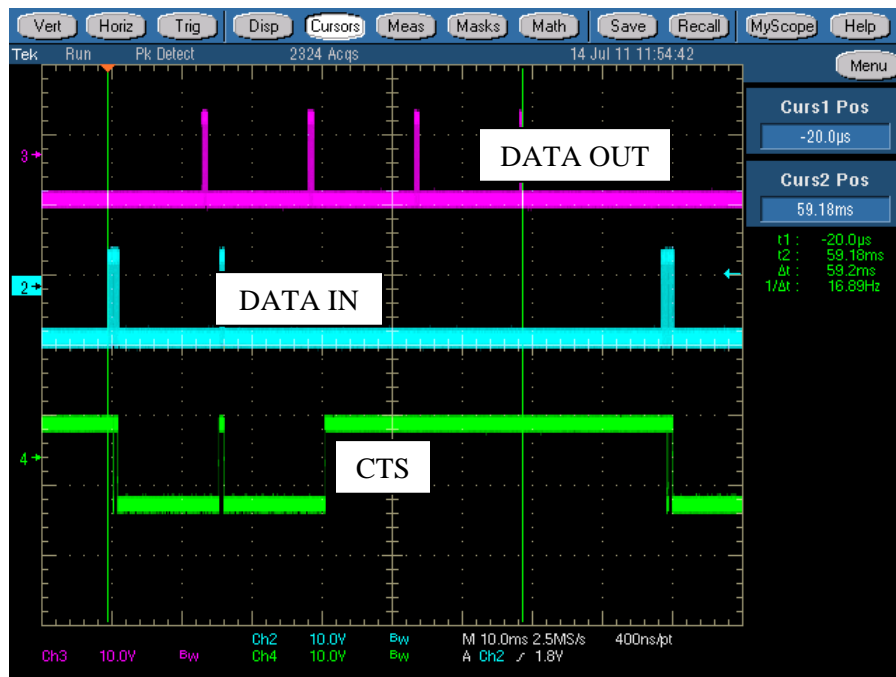 Vert Horiz Trig Disp Cursors Meas Masks Math Save Recall MyScope Help
Tek Run Pk Detect 2324 Acqs 14 Jul 11 11:54:42
Menu
Curs1 Pos
-20.0µs
Curs2 Pos
59.18ms
t1 : -20.0µs
t2 : 59.18ms
Δt : 59.2ms
1/Δt : 16.89Hz
3
DATA OUT
2
DATA IN
4
CTS
Ch2 10.0V Bw M 10.0ms 2.5MS/s 400ns/pt
Ch3 10.0V Bw Ch4 10.0V Bw A Ch2 ∕ 1.8V